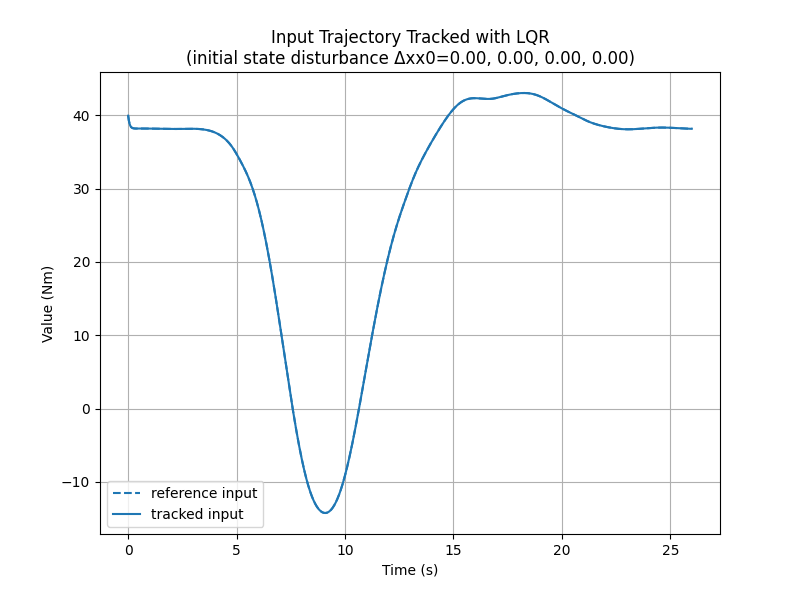 Input Trajectory Tracked with LQR
(initial state disturbance Δxx0=0.00, 0.00, 0.00, 0.00)
40
30
20
10
0
−10
Value (Nm)
reference input
tracked input
0 5 10 15 20 25
Time (s)